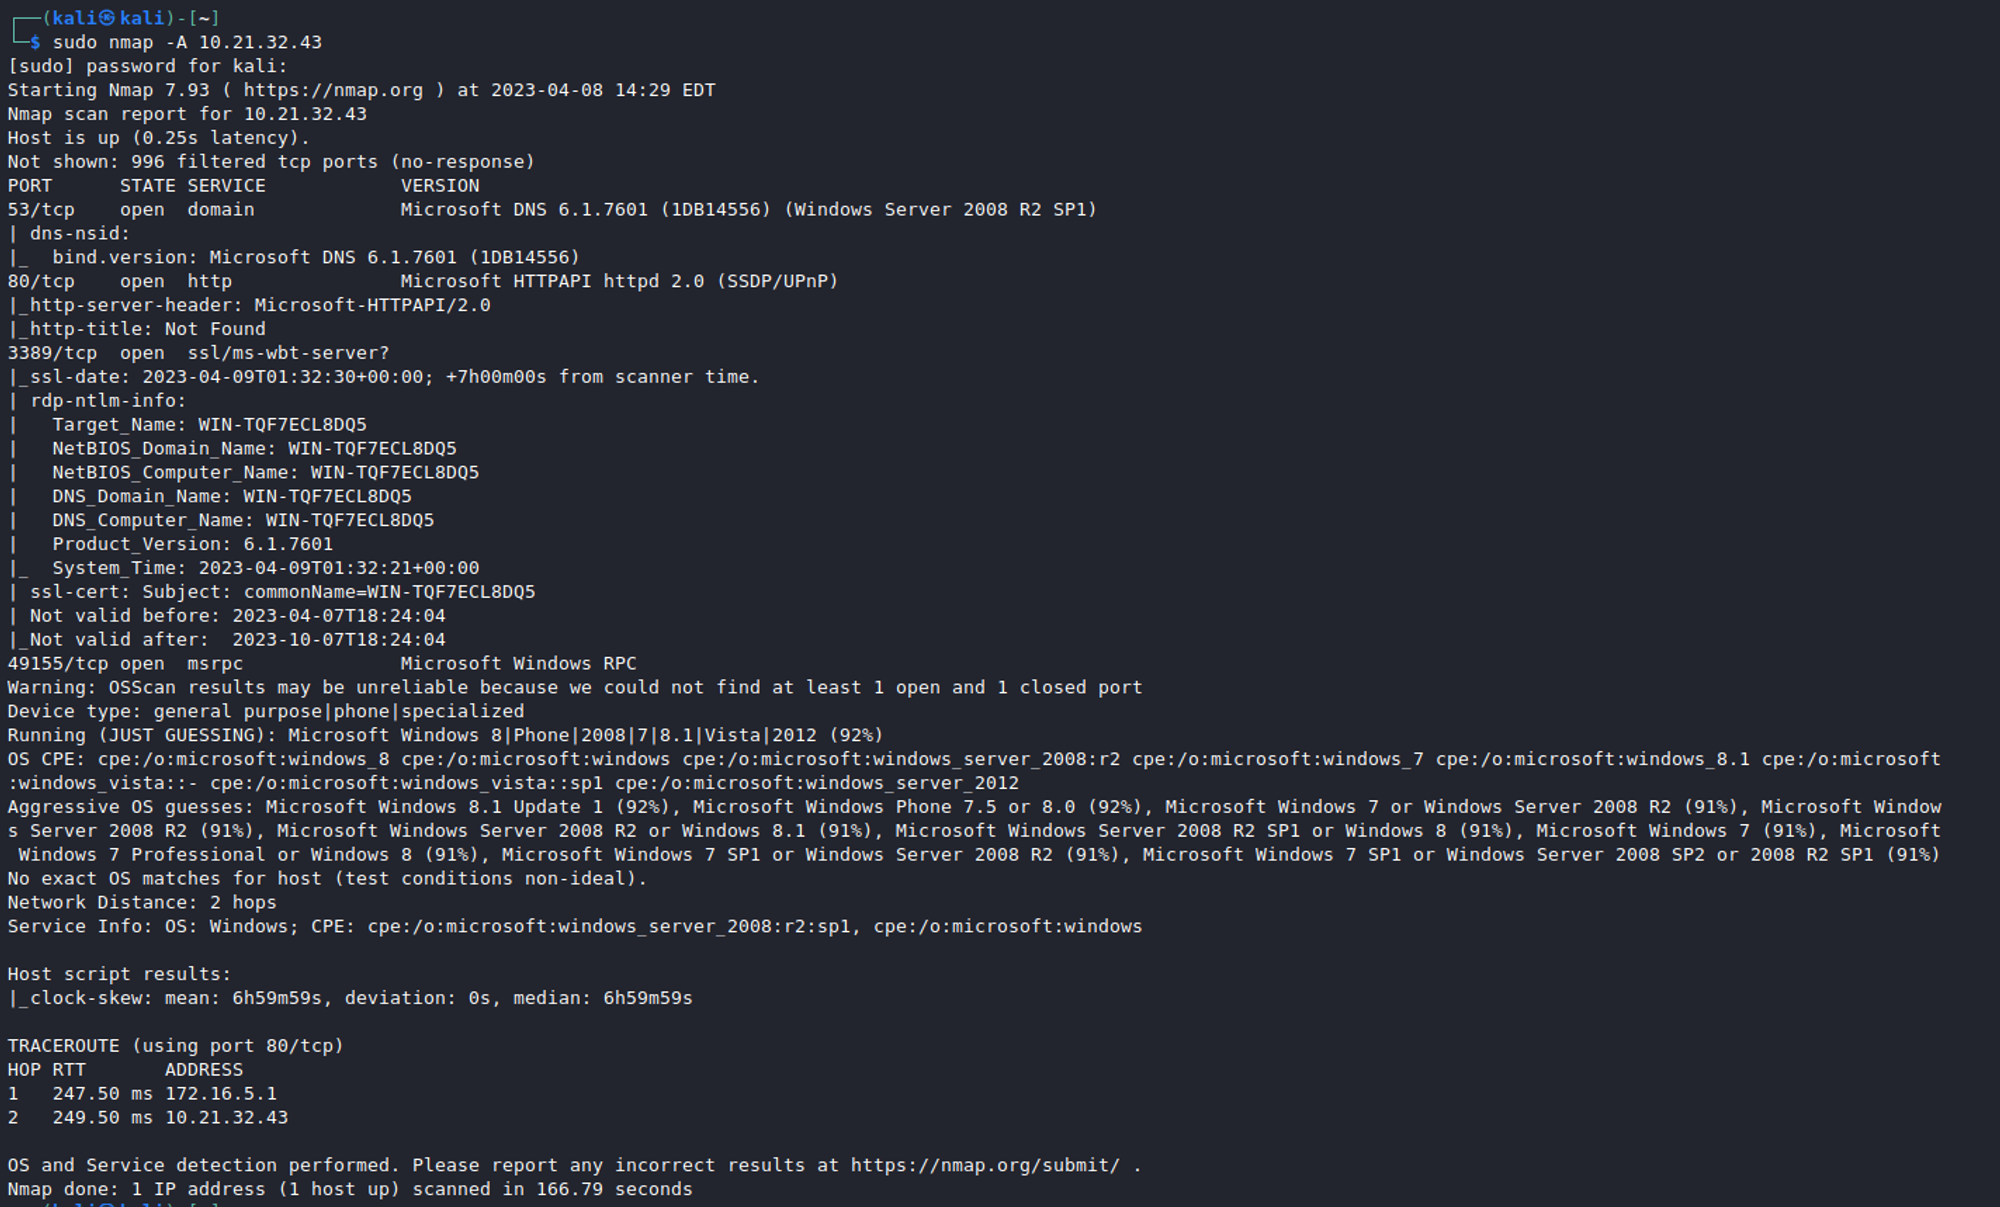 ┌──(kali㉿kali)-[~]
└─$ sudo nmap -A 10.21.32.43
[sudo] password for kali:
Starting Nmap 7.93 ( https://nmap.org ) at 2023-04-08 14:29 EDT
Nmap scan report for 10.21.32.43
Host is up (0.25s latency).
Not shown: 996 filtered tcp ports (no-response)
PORT      STATE SERVICE            VERSION
53/tcp    open  domain             Microsoft DNS 6.1.7601 (1DB14556) (Windows Server 2008 R2 SP1)
| dns-nsid:
|_  bind.version: Microsoft DNS 6.1.7601 (1DB14556)
80/tcp    open  http               Microsoft HTTPAPI httpd 2.0 (SSDP/UPnP)
|_http-server-header: Microsoft-HTTPAPI/2.0
|_http-title: Not Found
3389/tcp  open  ssl/ms-wbt-server?
|_ssl-date: 2023-04-09T01:32:30+00:00; +7h00m00s from scanner time.
| rdp-ntlm-info:
|   Target_Name: WIN-TQF7ECL8DQ5
|   NetBIOS_Domain_Name: WIN-TQF7ECL8DQ5
|   NetBIOS_Computer_Name: WIN-TQF7ECL8DQ5
|   DNS_Domain_Name: WIN-TQF7ECL8DQ5
|   DNS_Computer_Name: WIN-TQF7ECL8DQ5
|   Product_Version: 6.1.7601
|_  System_Time: 2023-04-09T01:32:21+00:00
| ssl-cert: Subject: commonName=WIN-TQF7ECL8DQ5
| Not valid before: 2023-04-07T18:24:04
|_Not valid after:  2023-10-07T18:24:04
49155/tcp open  msrpc              Microsoft Windows RPC
Warning: OSScan results may be unreliable because we could not find at least 1 open and 1 closed port
Device type: general purpose|phone|specialized
Running (JUST GUESSING): Microsoft Windows 8|Phone|2008|7|8.1|Vista|2012 (92%)
OS CPE: cpe:/o:microsoft:windows_8 cpe:/o:microsoft:windows cpe:/o:microsoft:windows_server_2008:r2 cpe:/o:microsoft:windows_7 cpe:/o:microsoft:windows_8.1 cpe:/o:microsoft
:windows_vista::- cpe:/o:microsoft:windows_vista::sp1 cpe:/o:microsoft:windows_server_2012
Aggressive OS guesses: Microsoft Windows 8.1 Update 1 (92%), Microsoft Windows Phone 7.5 or 8.0 (92%), Microsoft Windows 7 or Windows Server 2008 R2 (91%), Microsoft Window
s Server 2008 R2 (91%), Microsoft Windows Server 2008 R2 or Windows 8.1 (91%), Microsoft Windows Server 2008 R2 SP1 or Windows 8 (91%), Microsoft Windows 7 (91%), Microsoft
 Windows 7 Professional or Windows 8 (91%), Microsoft Windows 7 SP1 or Windows Server 2008 R2 (91%), Microsoft Windows 7 SP1 or Windows Server 2008 SP2 or 2008 R2 SP1 (91%)
No exact OS matches for host (test conditions non-ideal).
Network Distance: 2 hops
Service Info: OS: Windows; CPE: cpe:/o:microsoft:windows_server_2008:r2:sp1, cpe:/o:microsoft:windows

Host script results:
|_clock-skew: mean: 6h59m59s, deviation: 0s, median: 6h59m59s

TRACEROUTE (using port 80/tcp)
HOP RTT       ADDRESS
1   247.50 ms 172.16.5.1
2   249.50 ms 10.21.32.43

OS and Service detection performed. Please report any incorrect results at https://nmap.org/submit/ .
Nmap done: 1 IP address (1 host up) scanned in 166.79 seconds